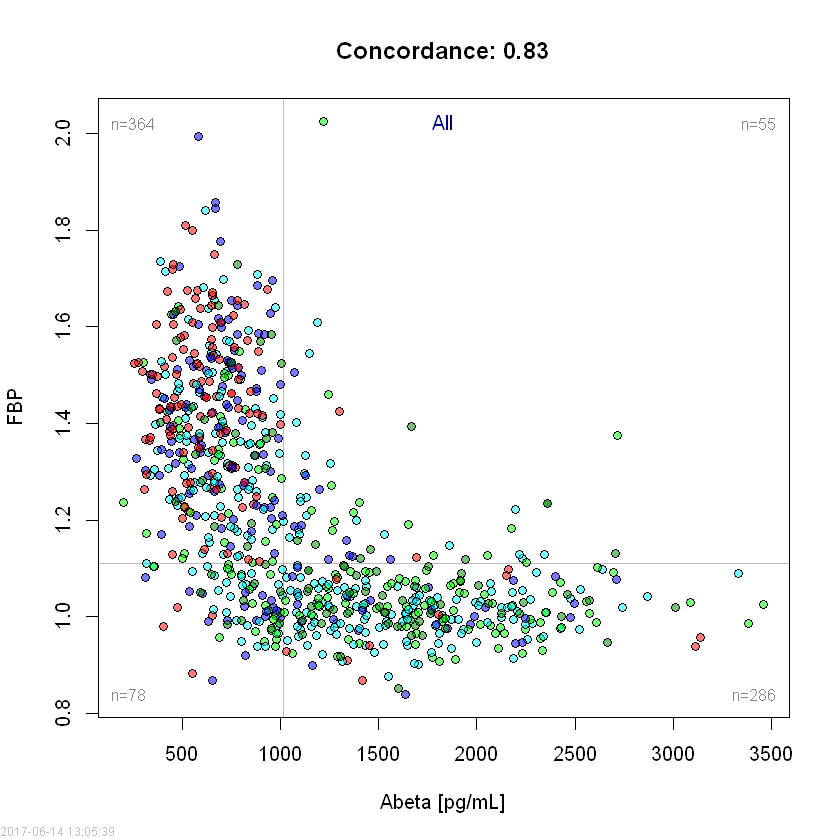 Concordance: 0.83
n=364
All
n=55
2.0
1.8
1.6
1.4
1.2
1.0
0.8
FBP
n=78
n=286
500
1000
1500
2000
2500
3000
3500
Abeta [pg/mL]
2017-06-14 13:05:39